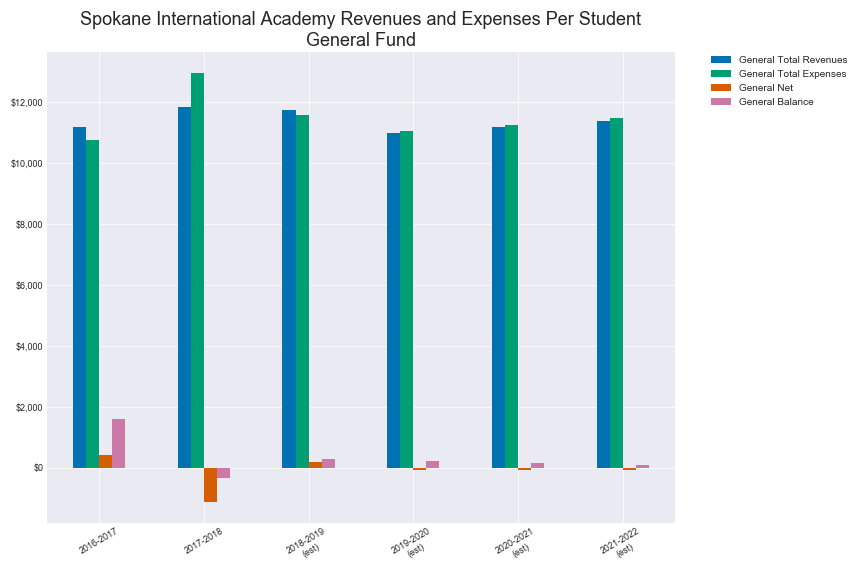 Spokane International Academy Revenues and Expenses Per Student
General Fund
General Total Revenues
General Total Expenses
General Net
General Balance
$12,000
$10,000
$8,000
$6,000
$4,000
$2,000
$0
2016-2017
2017-2018
2018-2019
(est)
2019-2020
(est)
2020-2021
(est)
2021-2022
(est)